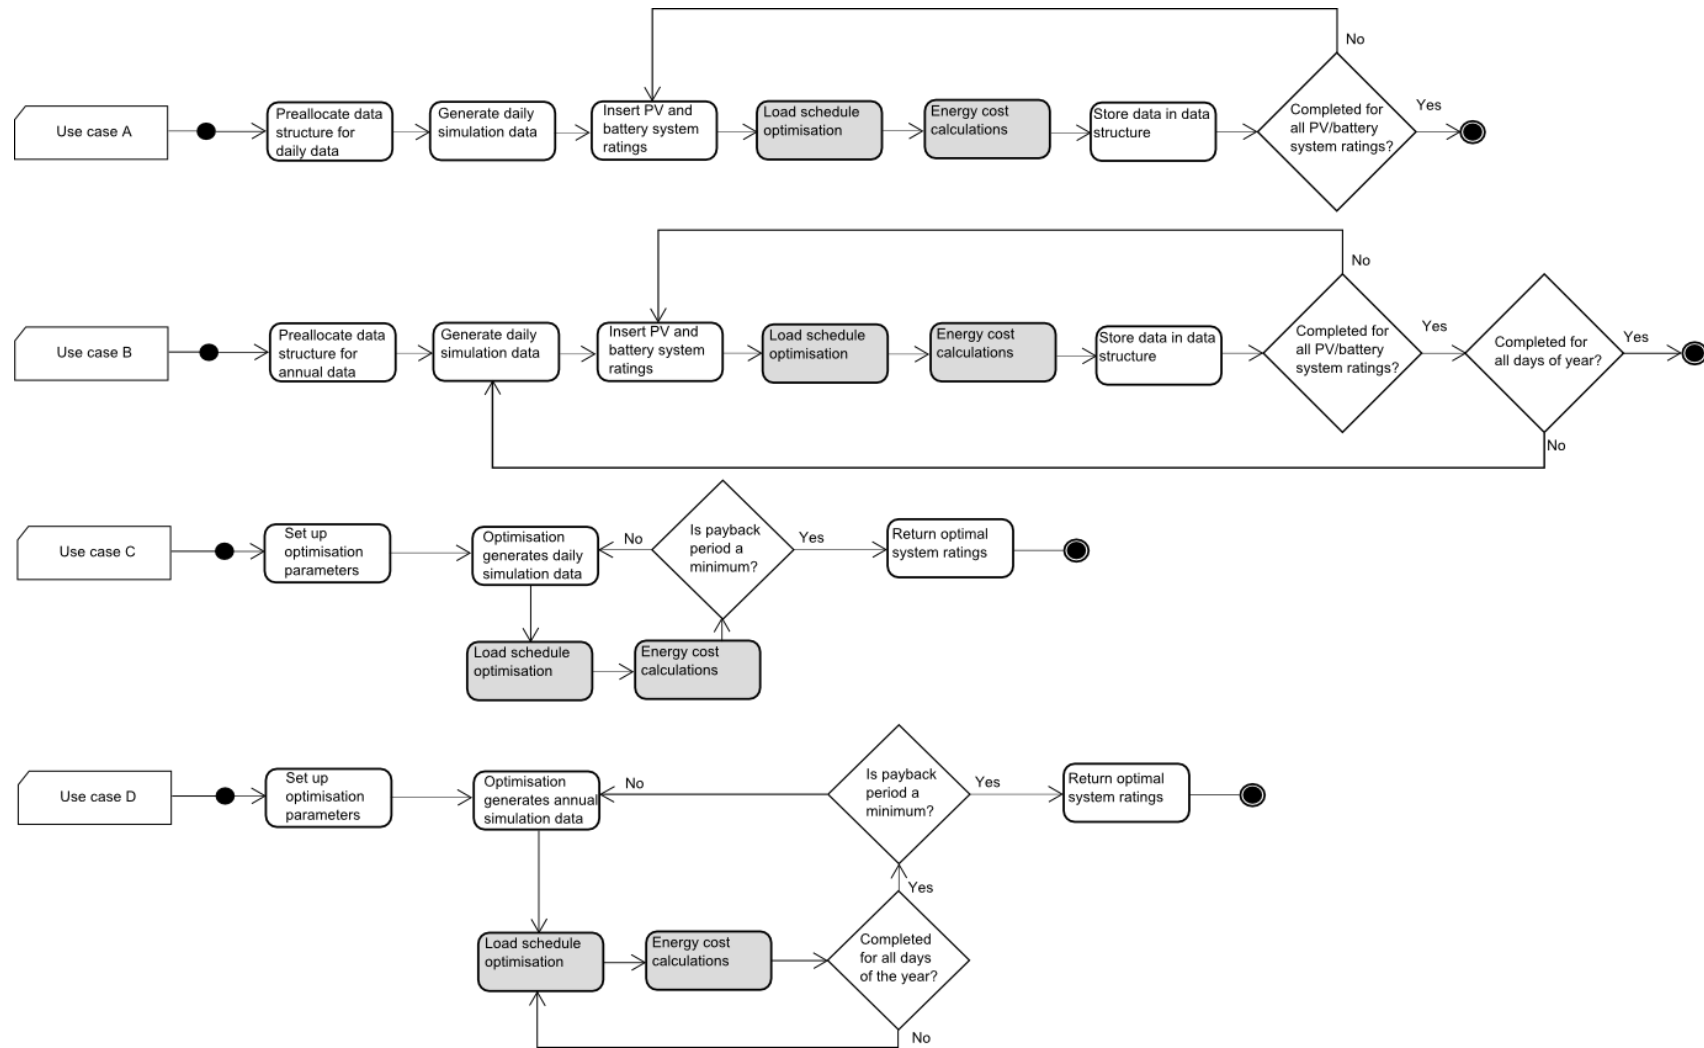 No
Use case A
Preallocate data
structure for
daily data
Generate daily
simulation data
Insert PV and
battery system
ratings
Load schedule
optimisation
Energy cost
calculations
Store data in data
structure
Completed for
all PV/battery
system ratings?
Yes
No
Use case B
Preallocate data
structure for
annual data
Generate daily
simulation data
Insert PV and
battery system
ratings
Load schedule
optimisation
Energy cost
calculations
Store data in data
structure
Completed for
all PV/battery
system ratings?
Yes
Completed for
all days of year?
Yes
No
Use case C
Set up
optimisation
parameters
Optimisation
generates daily
simulation data
No
Is payback
period a
minimum?
Yes
Return optimal
system ratings
Load schedule
optimisation
Energy cost
calculations
Use case D
Set up
optimisation
parameters
Optimisation
generates annual
simulation data
No
Is payback
period a
minimum?
Yes
Return optimal
system ratings
Yes
Load schedule
optimisation
Energy cost
calculations
Completed
for all days
of the year?
No